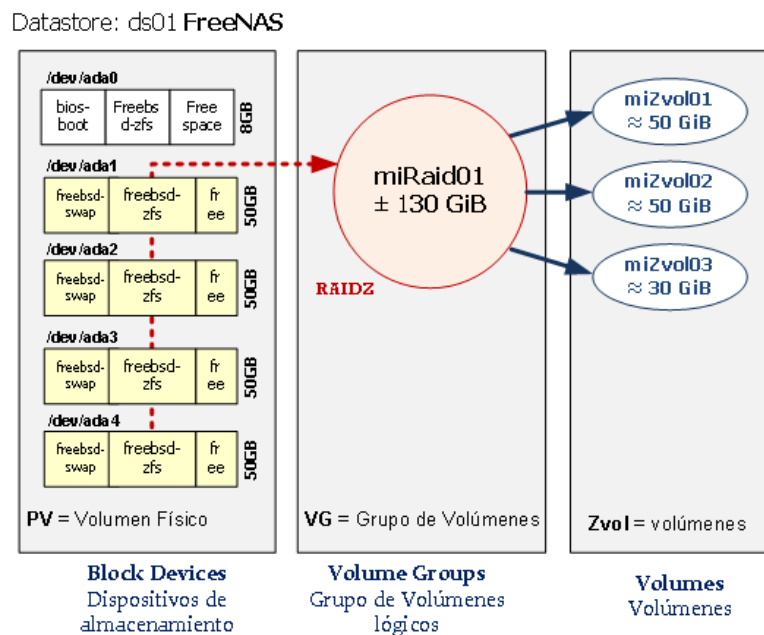 Datastore: ds01 FreeNAS
/dev/ada0
bios-
boot
Freebs
d-zfs
Free
space
8GB
/dev/ada1
freebsd-
swap
freebsd-
zfs
fr
ee
50GB
/dev/ada2
freebsd-
swap
freebsd-
zfs
fr
ee
50GB
/dev/ada3
freebsd-
swap
freebsd-
zfs
fr
ee
50GB
/dev/ada4
freebsd-
swap
freebsd-
zfs
fr
ee
50GB
PV = Volumen Físico
Block Devices
Dispositivos de
almacenamiento
miRaid01
± 130 GiB
RAIDZ
VG = Grupo de Volúmenes
Volume Groups
Grupo de Volúmenes
lógicos
miZvol01
≈ 50 GiB
miZvol02
≈ 50 GiB
miZvol03
≈ 30 GiB
Zvol = volúmenes
Volumes
Volúmenes